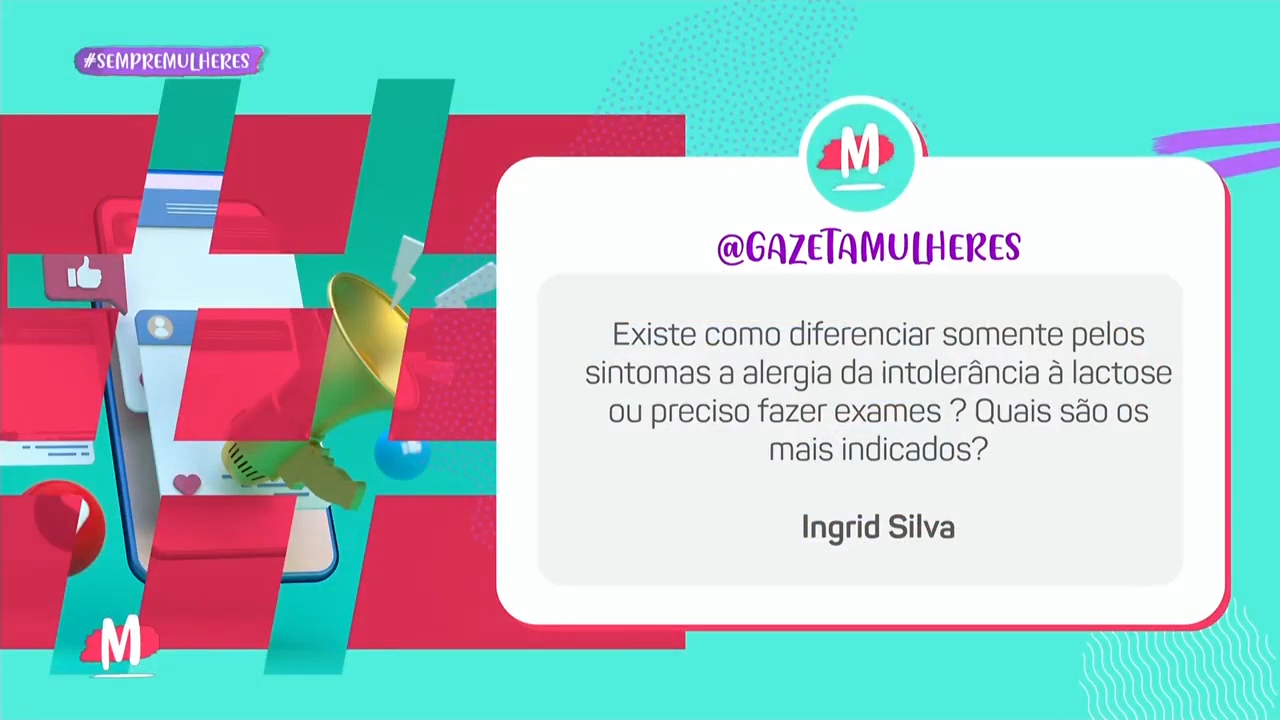 #SEMPREMULHERES
M
@GAZETAMULHERES
Existe como diferenciar somente pelos
sintomas a alergia da intolerância à lactose
ou preciso fazer exames ? Quais são os
mais indicados?
Ingrid Silva
M